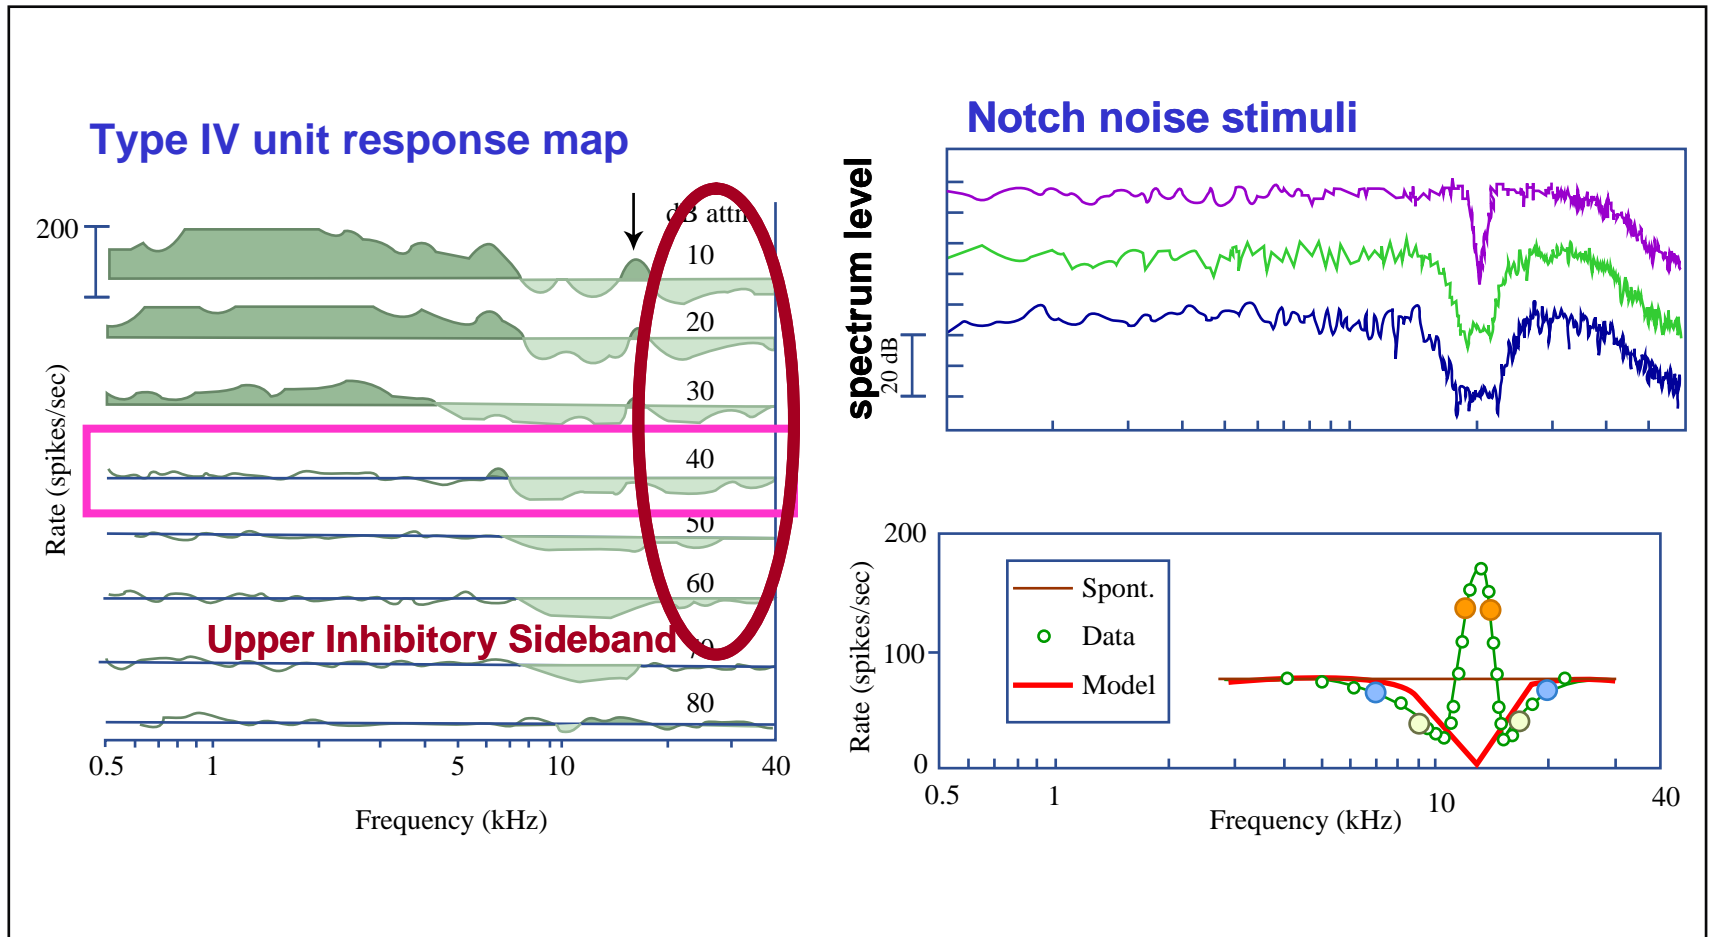 Type IV unit response map
dB attn
200
10
20
30
40
50
60
80
Rate (spikes/sec)
Upper Inhibitory Sideband
0.5 1 5 10 40
Frequency (kHz)
Notch noise stimuli
spectrum level
20 dB
200
100
0
Rate (spikes/sec)
Spont.
Data
Model
0.5 1 10 40
Frequency (kHz)